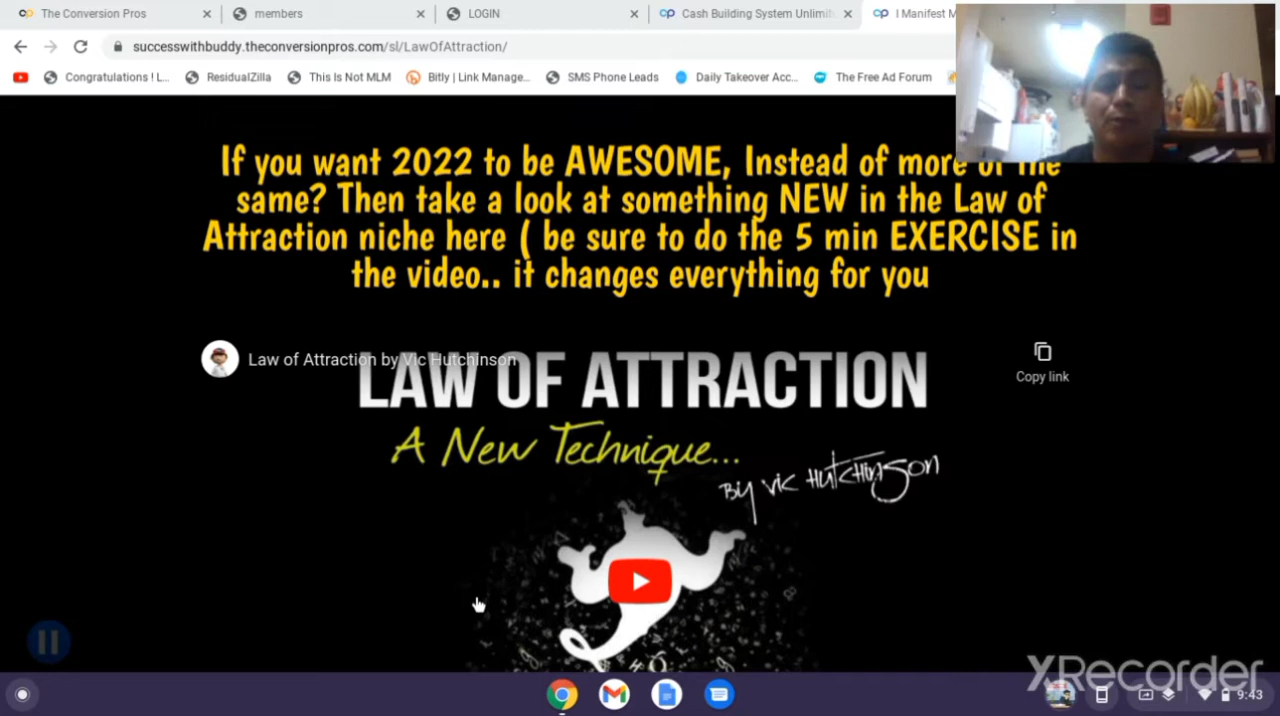 The Conversion Pros
members
LOGIN
Cash Building System Unlimit
I Manifest M
successwithbuddy.theconversionpros.com/sl/LawOfAttraction/
Congratulations ! L...
ResidualZilla
This Is Not MLM
Bitly | Link Manage...
SMS Phone Leads
Daily Takeover Acc...
The Free Ad Forum
If you want 2022 to be AWESOME, Instead of more of the
same? Then take a look at something NEW in the Law of
Attraction niche here ( be sure to do the 5 min EXERCISE in
the video.. it changes everything for you
Law of Attraction by Vic Hutchinson
Copy link
LAW OF ATTRACTION
A New Technique...
By Vic Hutchinson
XRecorder
9:43